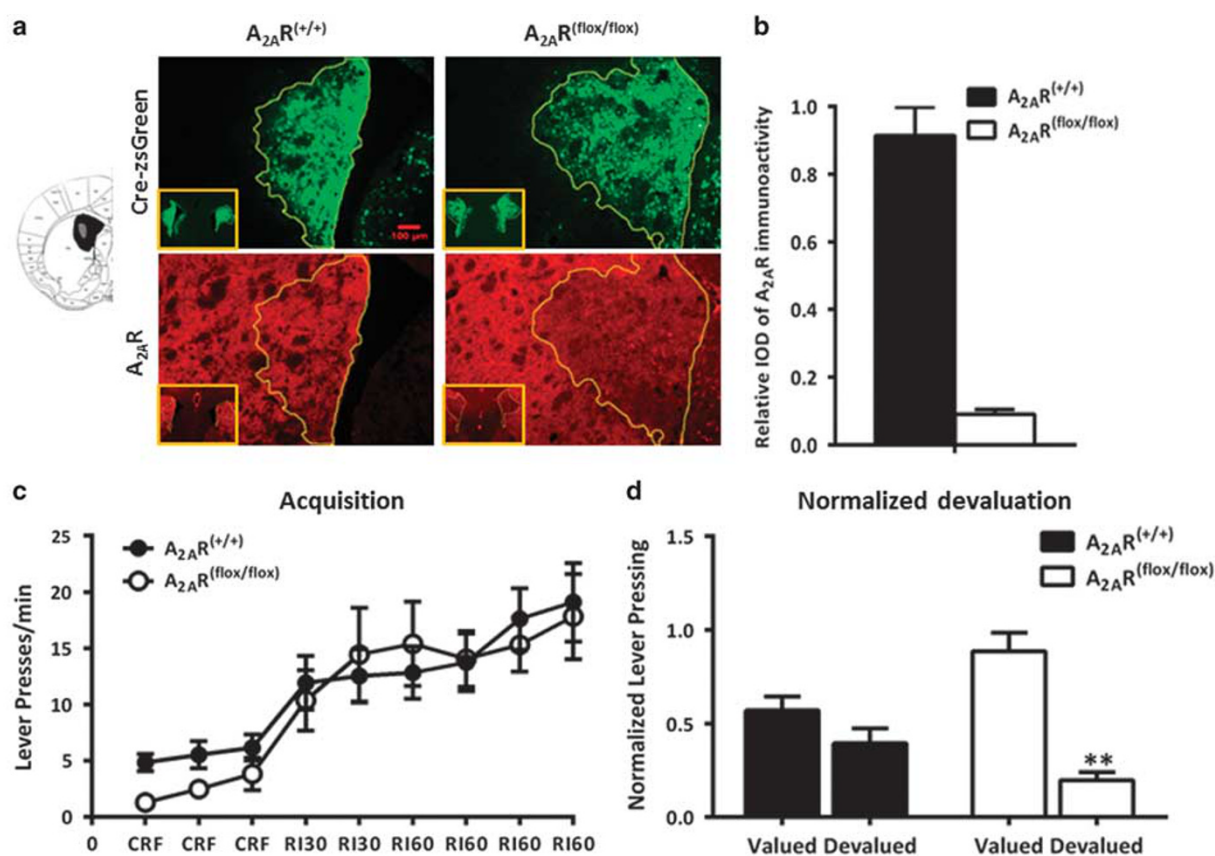 a
A2AR(+/+)
A2AR(flox/flox)
Cre-zsGreen
100 μm
A2AR
b
A2AR(+/+)
A2AR(flox/flox)
Relative IOD of A2AR immunoactivity
1.0
0.8
0.6
0.4
0.2
0.0
c
Acquisition
A2AR(+/+)
A2AR(flox/flox)
Lever Presses/min
25
20
15
10
5
0
0 CRF CRF CRF RI30 RI30 RI60 RI60 RI60 RI60
d
Normalized devaluation
A2AR(+/+)
A2AR(flox/flox)
Normalized Lever Pressing
1.5
1.0
0.5
0.0
**
Valued Devalued Valued Devalued